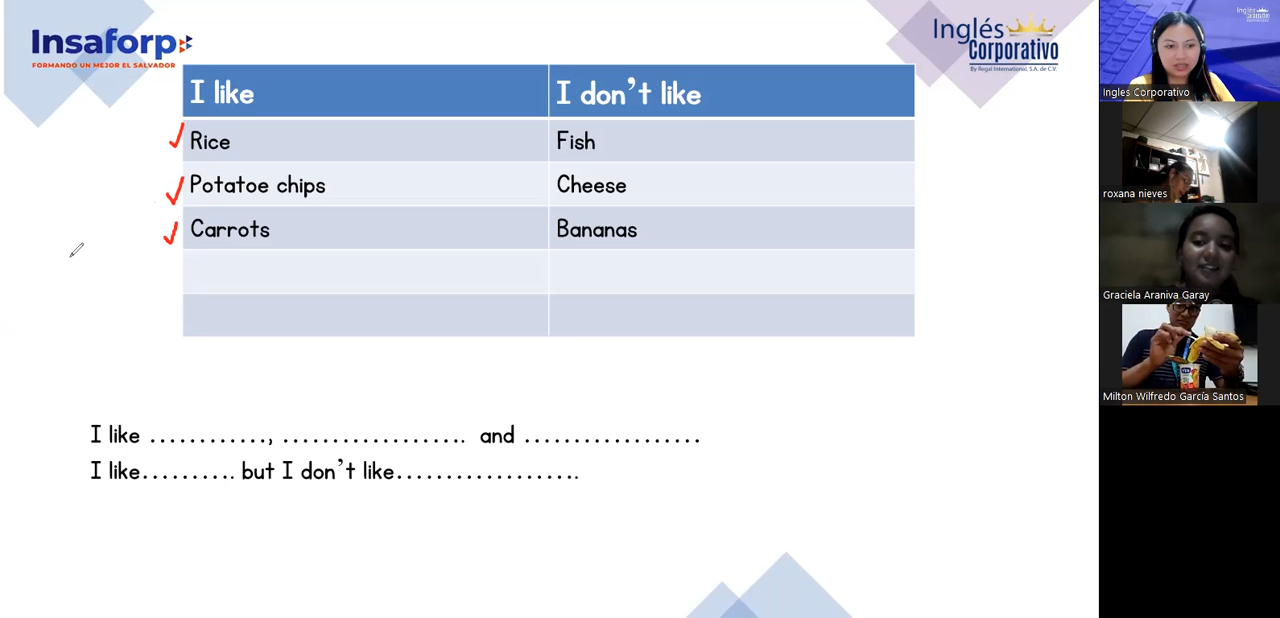 Insaforp
FORMANDO UN MEJOR EL SALVADOR
Inglés
Corporativo
By Regal International, S.A. de C.V.
I like
I don't like
Rice
Fish
Potatoe chips
Cheese
Carrots
Bananas
I like ............, ................... and ..................
I like.......... but I don't like...................
Ingles Corporativo
roxana nieves
Graciela Araniva Garay
Milton Wilfredo García Santos